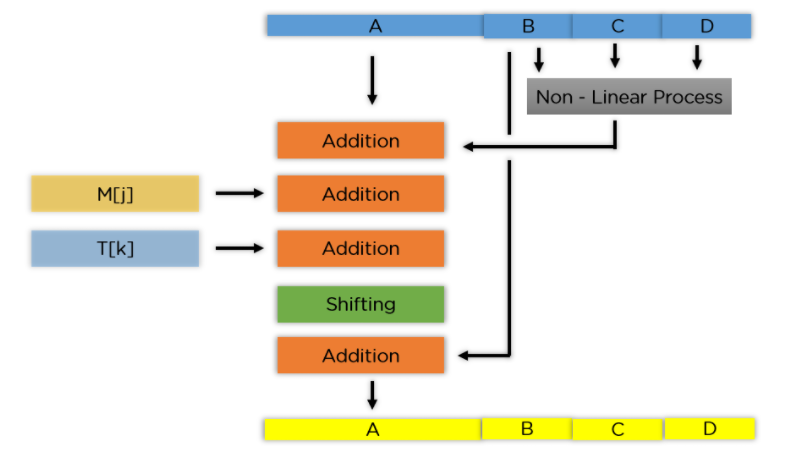 A B C D
Non - Linear Process
Addition
M[j] Addition
T[k] Addition
Shifting
Addition
A B C D